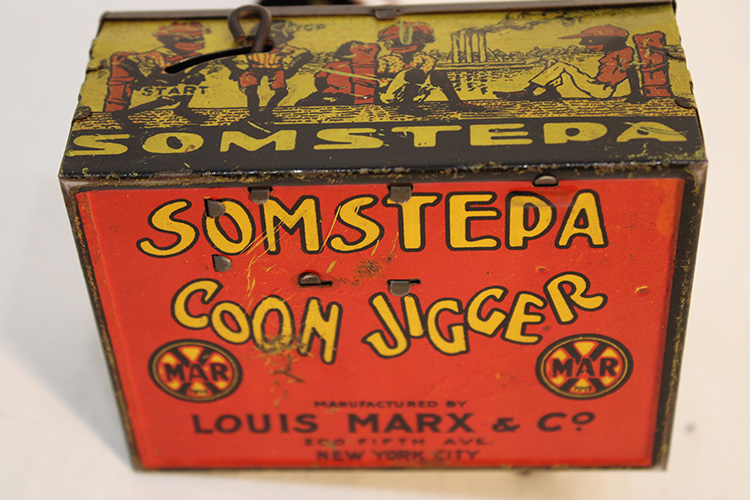 START
SOMSTEPA
SOMSTEPA
COON JIGGER
MAR MAR
MANUFACTURED BY
LOUIS MARX & Co
200 FIFTH AVE.
NEW YORK CITY